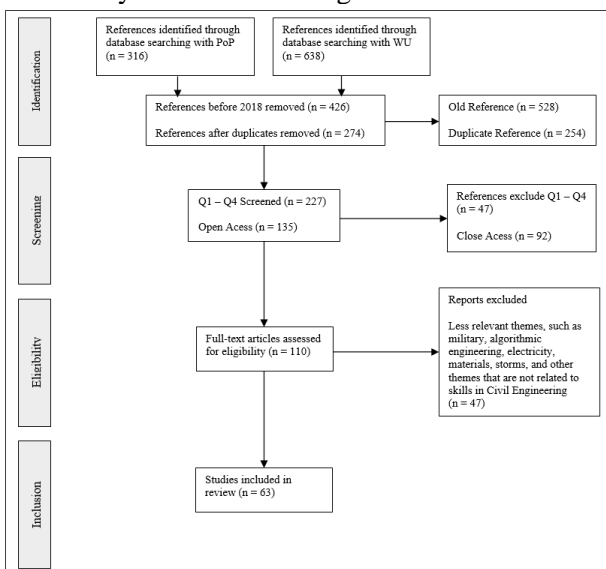 References identified through
database searching with PoP
(n = 316)
References identified through
database searching with WU
(n = 638)
Identification
References before 2018 removed (n = 426)
References after duplicates removed (n = 274)
Old Reference (n = 528)
Duplicate Reference (n = 254)
Screening
Q1 – Q4 Screened (n = 227)
Open Acess (n = 135)
References exclude Q1 – Q4
(n = 47)
Close Acess (n = 92)
Eligibility
Full-text articles assessed
for eligibility (n = 110)
Reports excluded
Less relevant themes, such as
military, algorithmic
engineering, electricity,
materials, storms, and other
themes that are not related to
skills in Civil Engineering
(n = 47)
Inclusion
Studies included in
review (n = 63)